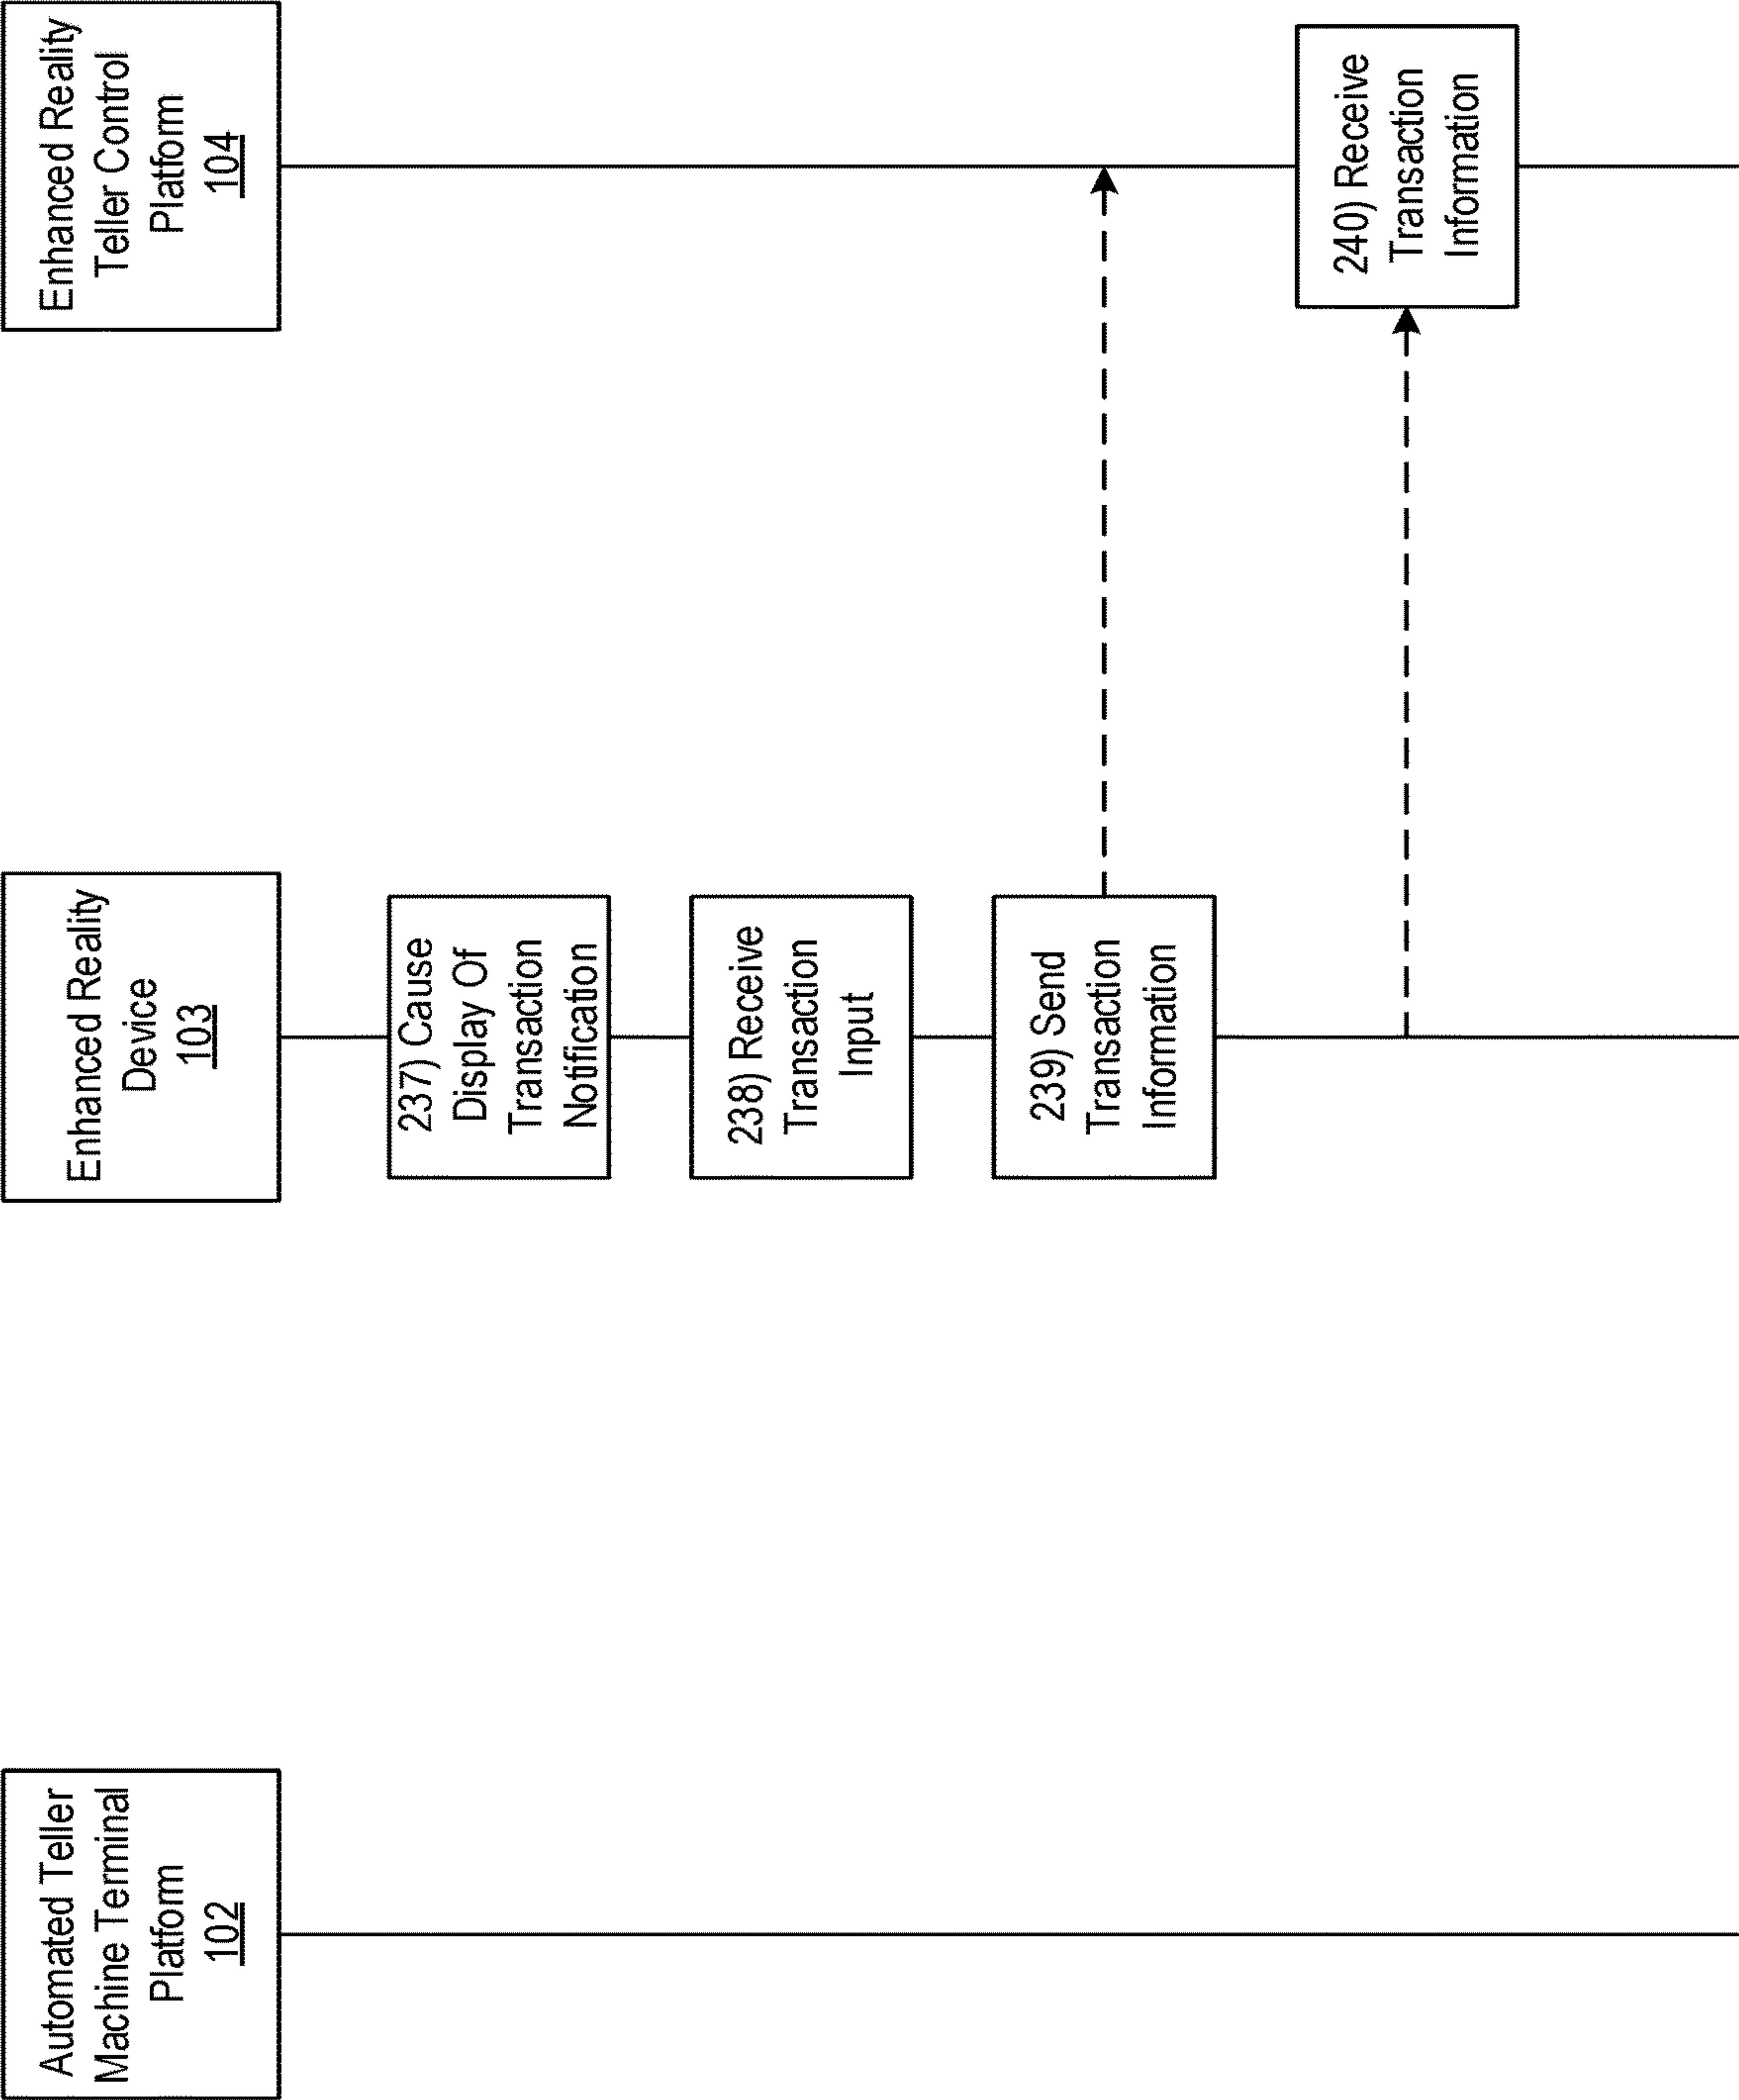 Automated Teller
Machine Terminal
Platform
102
Enhanced Reality
Device
103
Enhanced Reality
Teller Control
Platform
104
237) Cause
Display Of
Transaction
Notification
238) Receive
Transaction
Input
239) Send
Transaction
Information
240) Receive
Transaction
Information